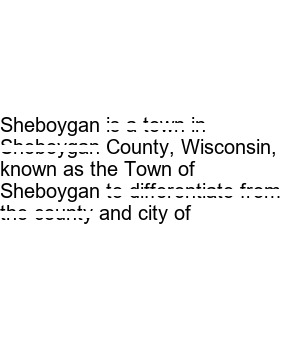 Sheboygan is a town in
Sheboygan County, Wisconsin,
known as the Town of
Sheboygan to differentiate from
the county and city of